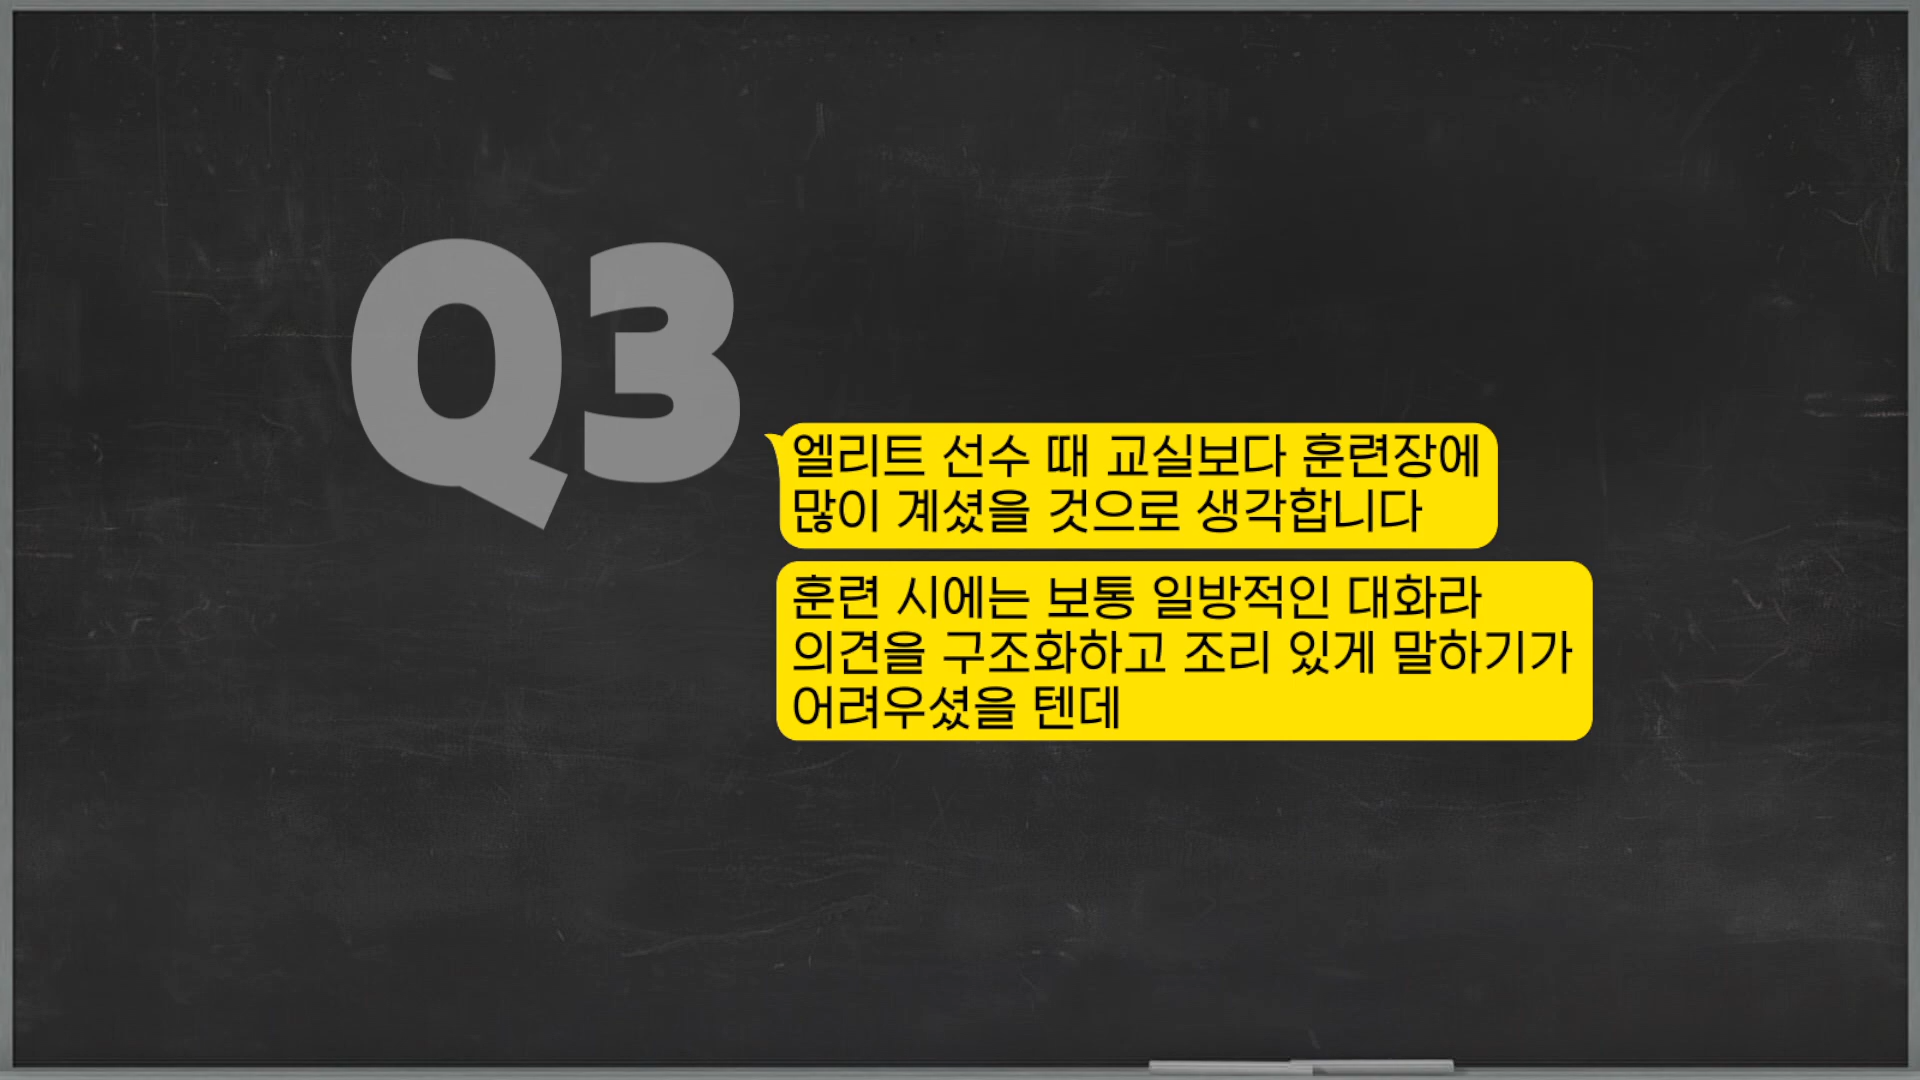 Q3
엘리트 선수 때 교실보다 훈련장에
많이 계셨을 것으로 생각합니다
훈련 시에는 보통 일방적인 대화라
의견을 구조화하고 조리 있게 말하기가
어려우셨을 텐데